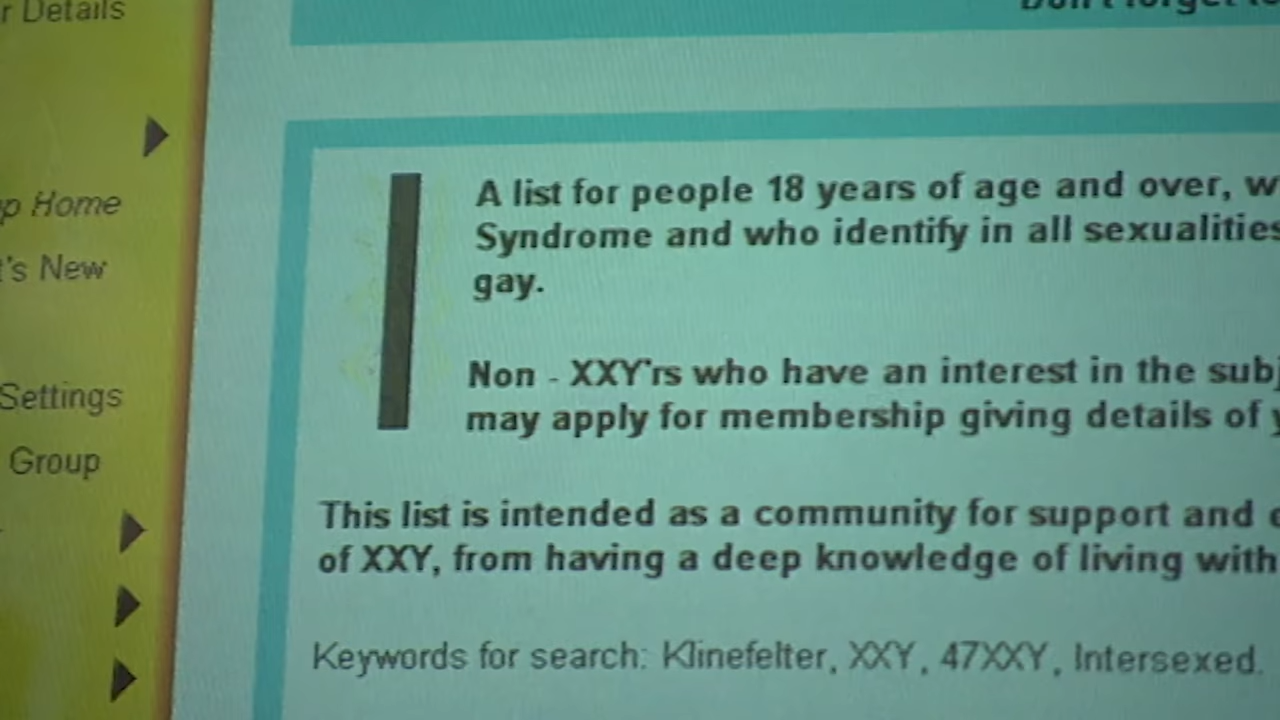 r Details
p Home
t's New
Settings
Group
A list for people 18 years of age and over, w
Syndrome and who identify in all sexualities
gay.
Non - XXY'rs who have an interest in the subj
may apply for membership giving details of y
This list is intended as a community for support and
of XXY, from having a deep knowledge of living with
Keywords for search: Klinefelter, XXY, 47XXY, Intersexed.